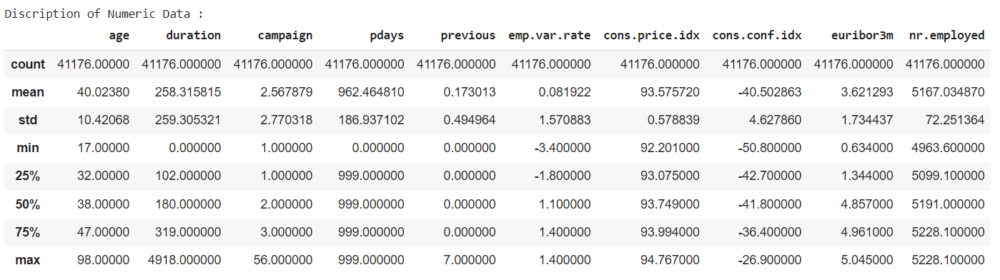 Discription of Numeric Data :
age duration campaign pdays previous emp.var.rate cons.price.idx cons.conf.idx euribor3m nr.employed
count 41176.00000 41176.000000 41176.000000 41176.000000 41176.000000 41176.000000 41176.000000 41176.000000 41176.000000 41176.000000
mean 40.02380 258.315815 2.567879 962.464810 0.173013 0.081922 93.575720 -40.502863 3.621293 5167.034870
std 10.42068 259.305321 2.770318 186.937102 0.494964 1.570883 0.578839 4.627860 1.734437 72.251364
min 17.00000 0.000000 1.000000 0.000000 0.000000 -3.400000 92.201000 -50.800000 0.634000 4963.600000
25% 32.00000 102.000000 1.000000 999.000000 0.000000 -1.800000 93.075000 -42.700000 1.344000 5099.100000
50% 38.00000 180.000000 2.000000 999.000000 0.000000 1.100000 93.749000 -41.800000 4.857000 5191.000000
75% 47.00000 319.000000 3.000000 999.000000 0.000000 1.400000 93.994000 -36.400000 4.961000 5228.100000
max 98.00000 4918.000000 56.000000 999.000000 7.000000 1.400000 94.767000 -26.900000 5.045000 5228.100000